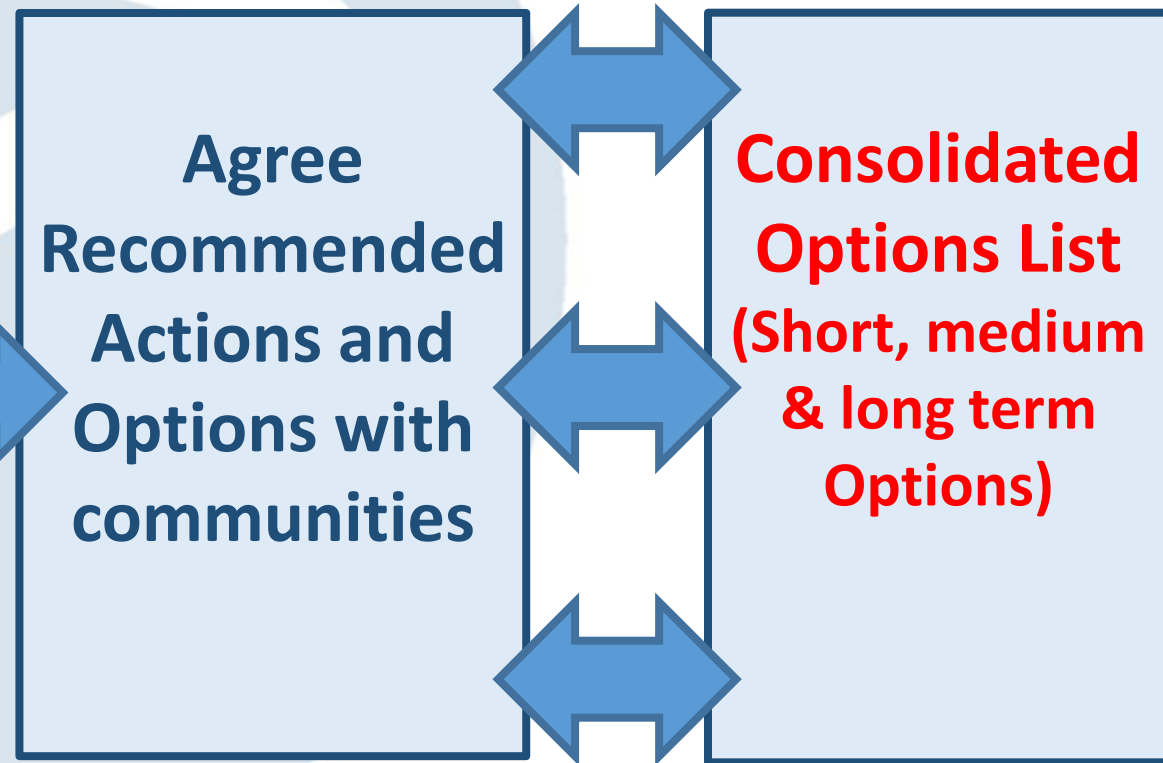 Agree
Recommended
Actions and
Options with
communities
Consolidated
Options List
(Short, medium
& long term
Options)